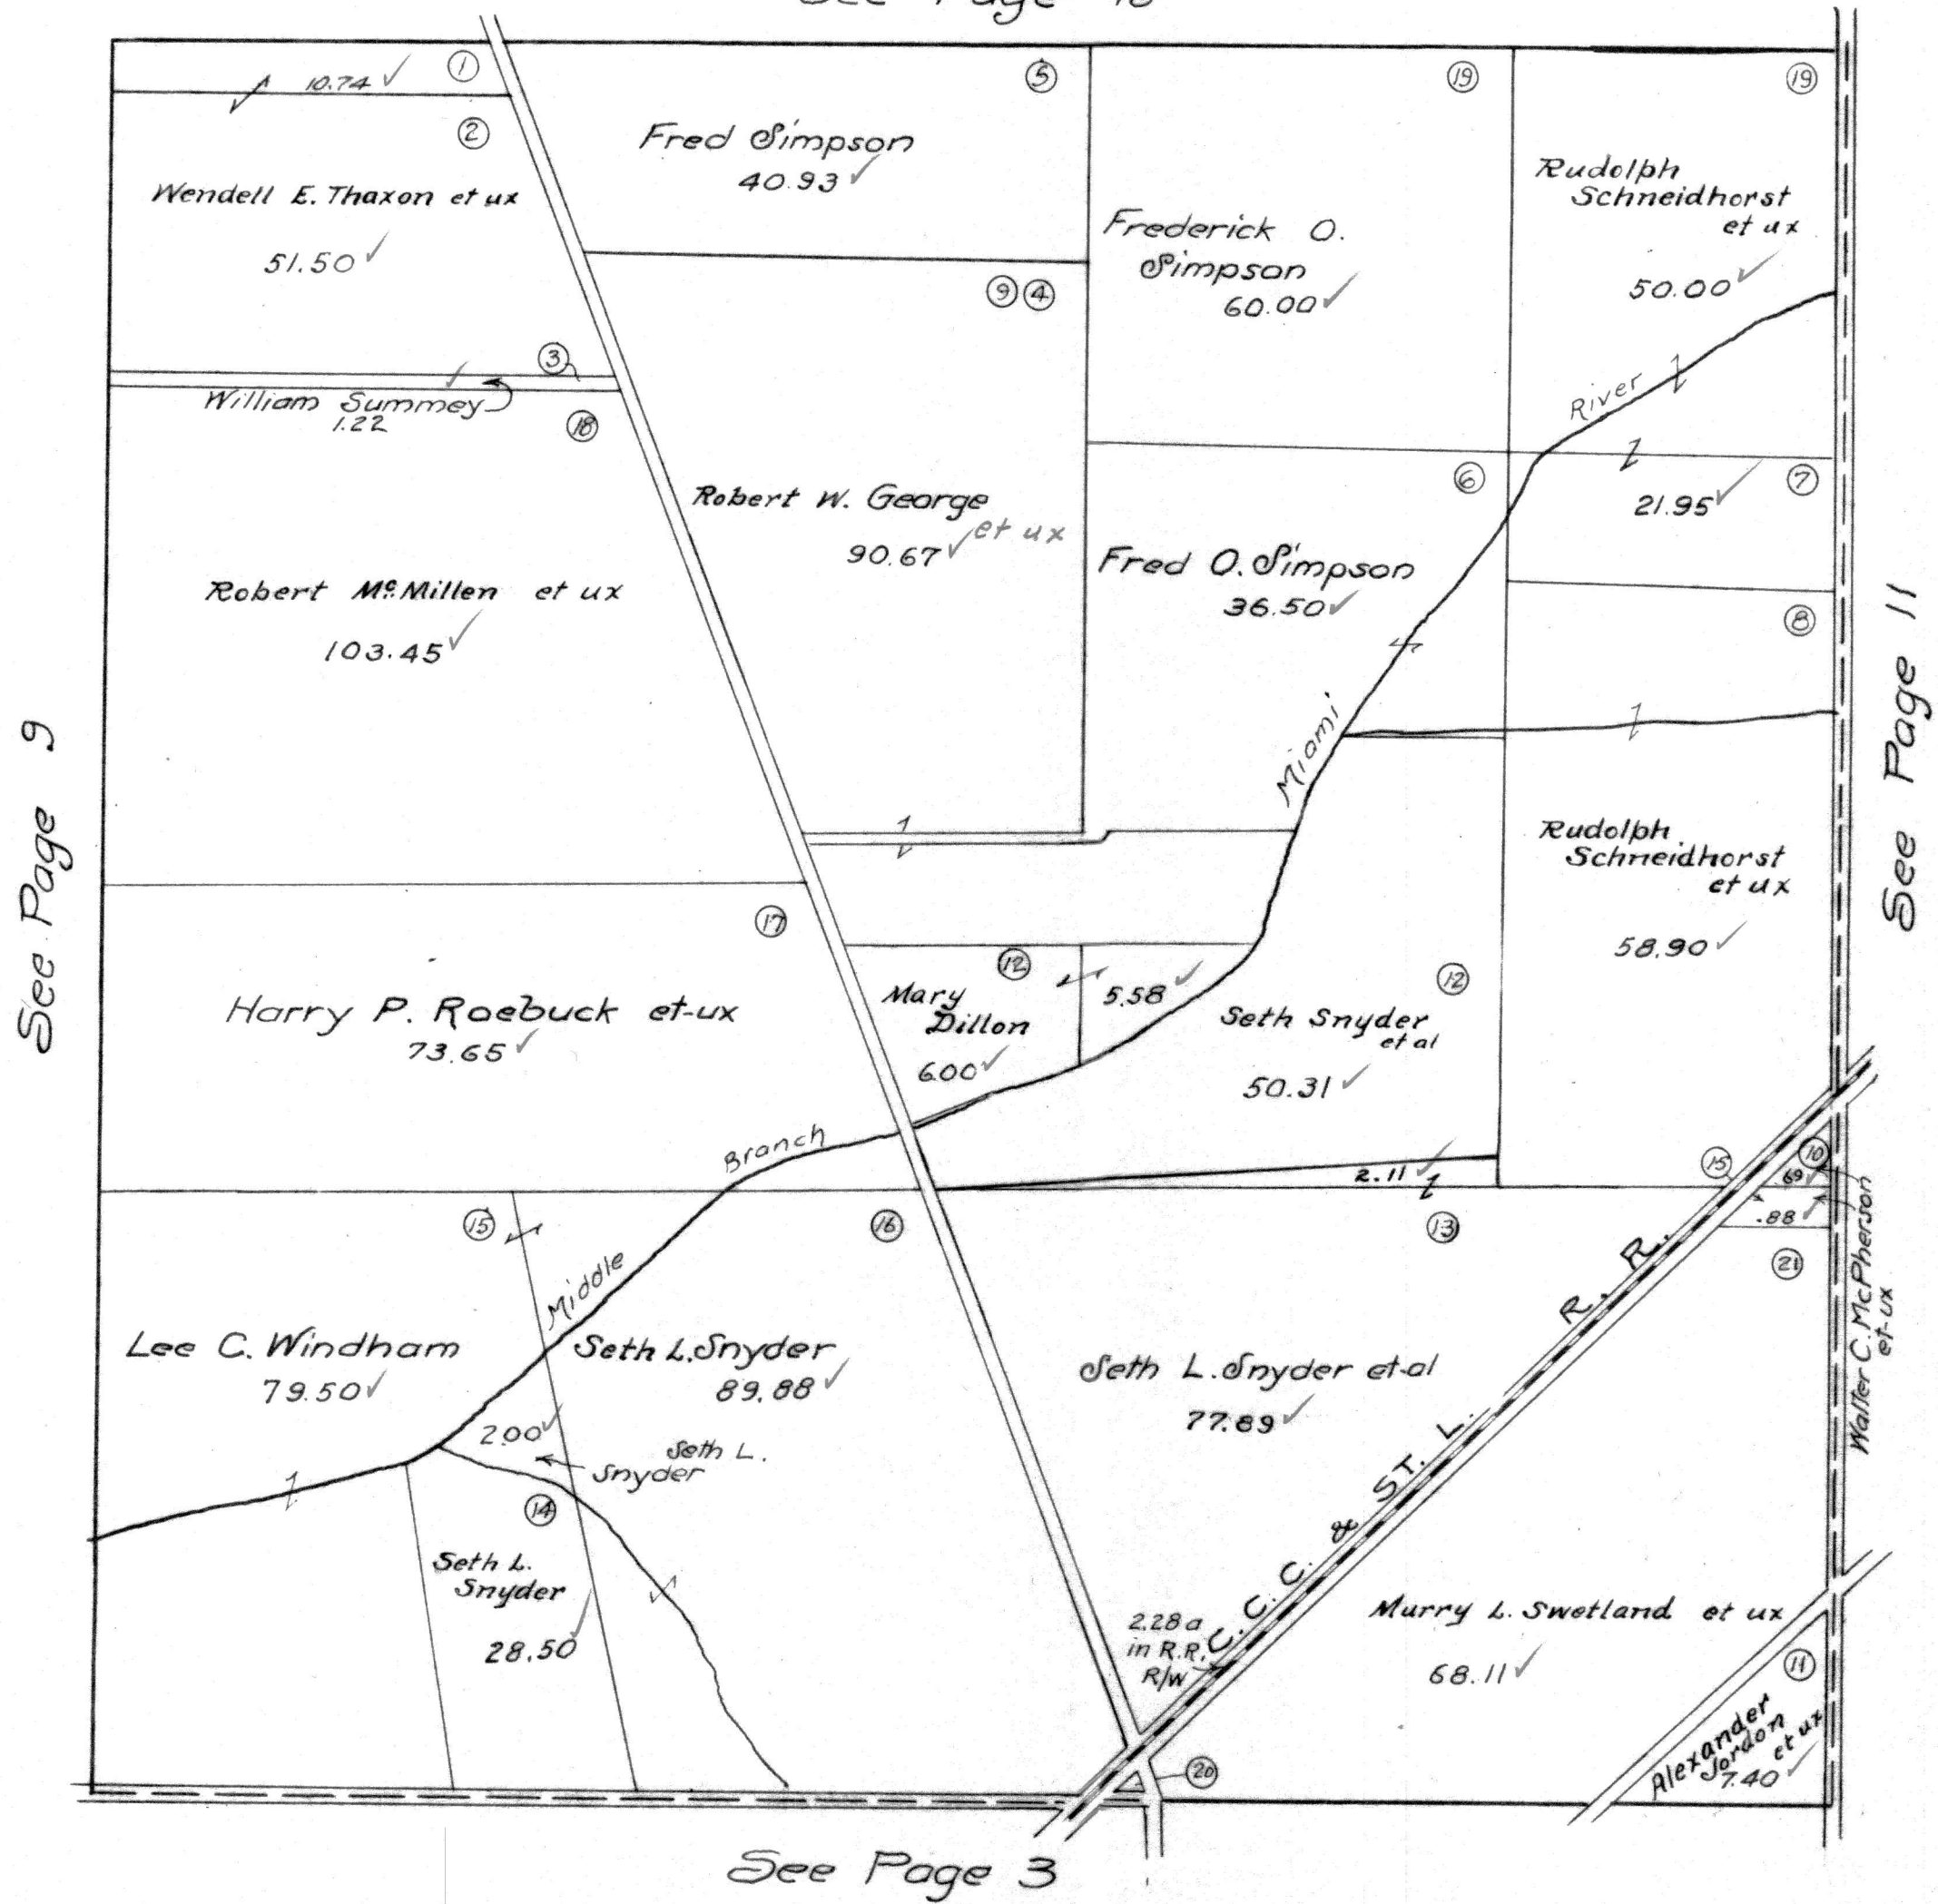 See Page
1
10.74
2
Wendell E. Thaxon et ux
51.50
3
William Summey
1.22
18
Robert McMillen et ux
103.45
5
Fred Simpson
40.93
9 4
Robert W. George
et ux
90.67
19
Frederick O.
Simpson
60.00
19
Rudolph
Schneidhorst
et ux
50.00
River
6
Fred O. Simpson
36.50
7
21.95
8
Miami
See Page 9
See Page 11
Rudolph
Schneidhorst
et ux
58.90
17
Harry P. Roebuck et-ux
73.65
12
Mary
Dillon
6.00
5.58
12
Seth Snyder
et al
50.31
Branch
2.11
15
10
.69
.88
Walter C. McPherson
et-ux
15
Middle
16
13
21
Lee C. Windham
79.50
Seth L. Snyder
89.88
2.00
Seth L.
Snyder
14
Seth L.
Snyder
28.50
Seth L. Snyder et-al
77.89
C. C. C. & ST. L. R. R.
2.28 a
in R.R.
R/W
Murry L. Swetland et ux
68.11
11
Alexander
Jordon
et ux
7.40
20
See Page 3